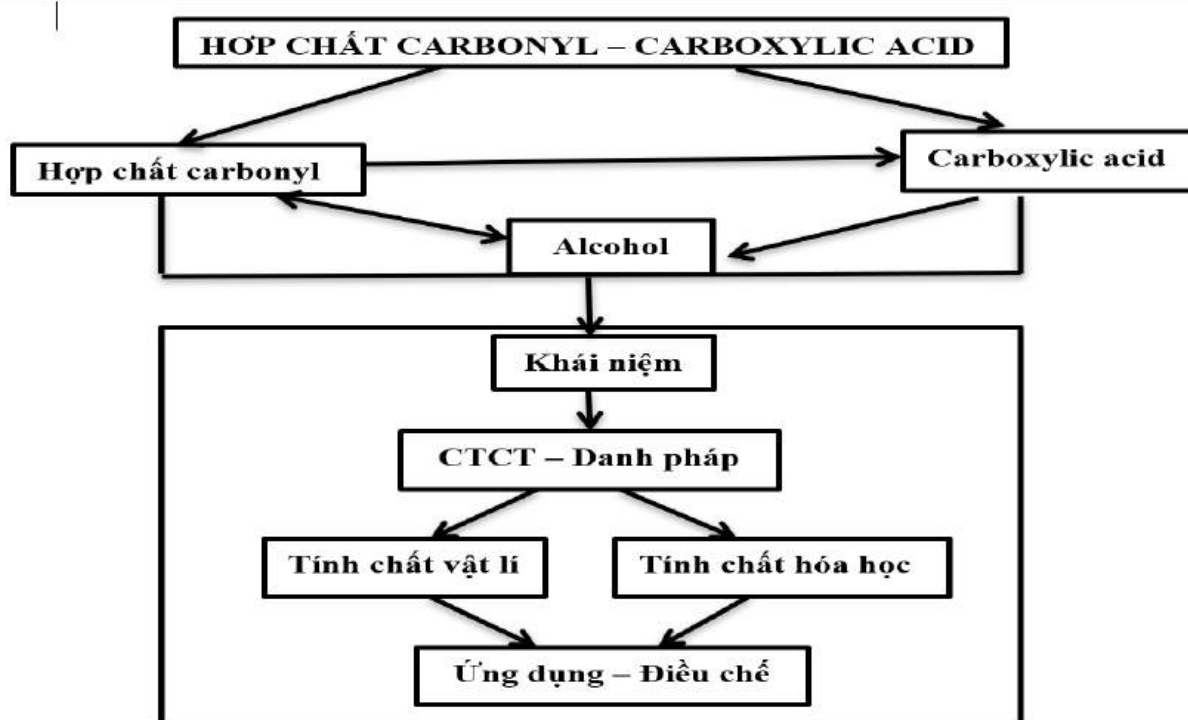 HƠP CHẤT CARBONYL – CARBOXYLIC ACID
Hợp chất carbonyl
Carboxylic acid
Alcohol
Khái niệm
CTCT – Danh pháp
Tính chất vật lí
Tính chất hóa học
Ứng dụng – Điều chế